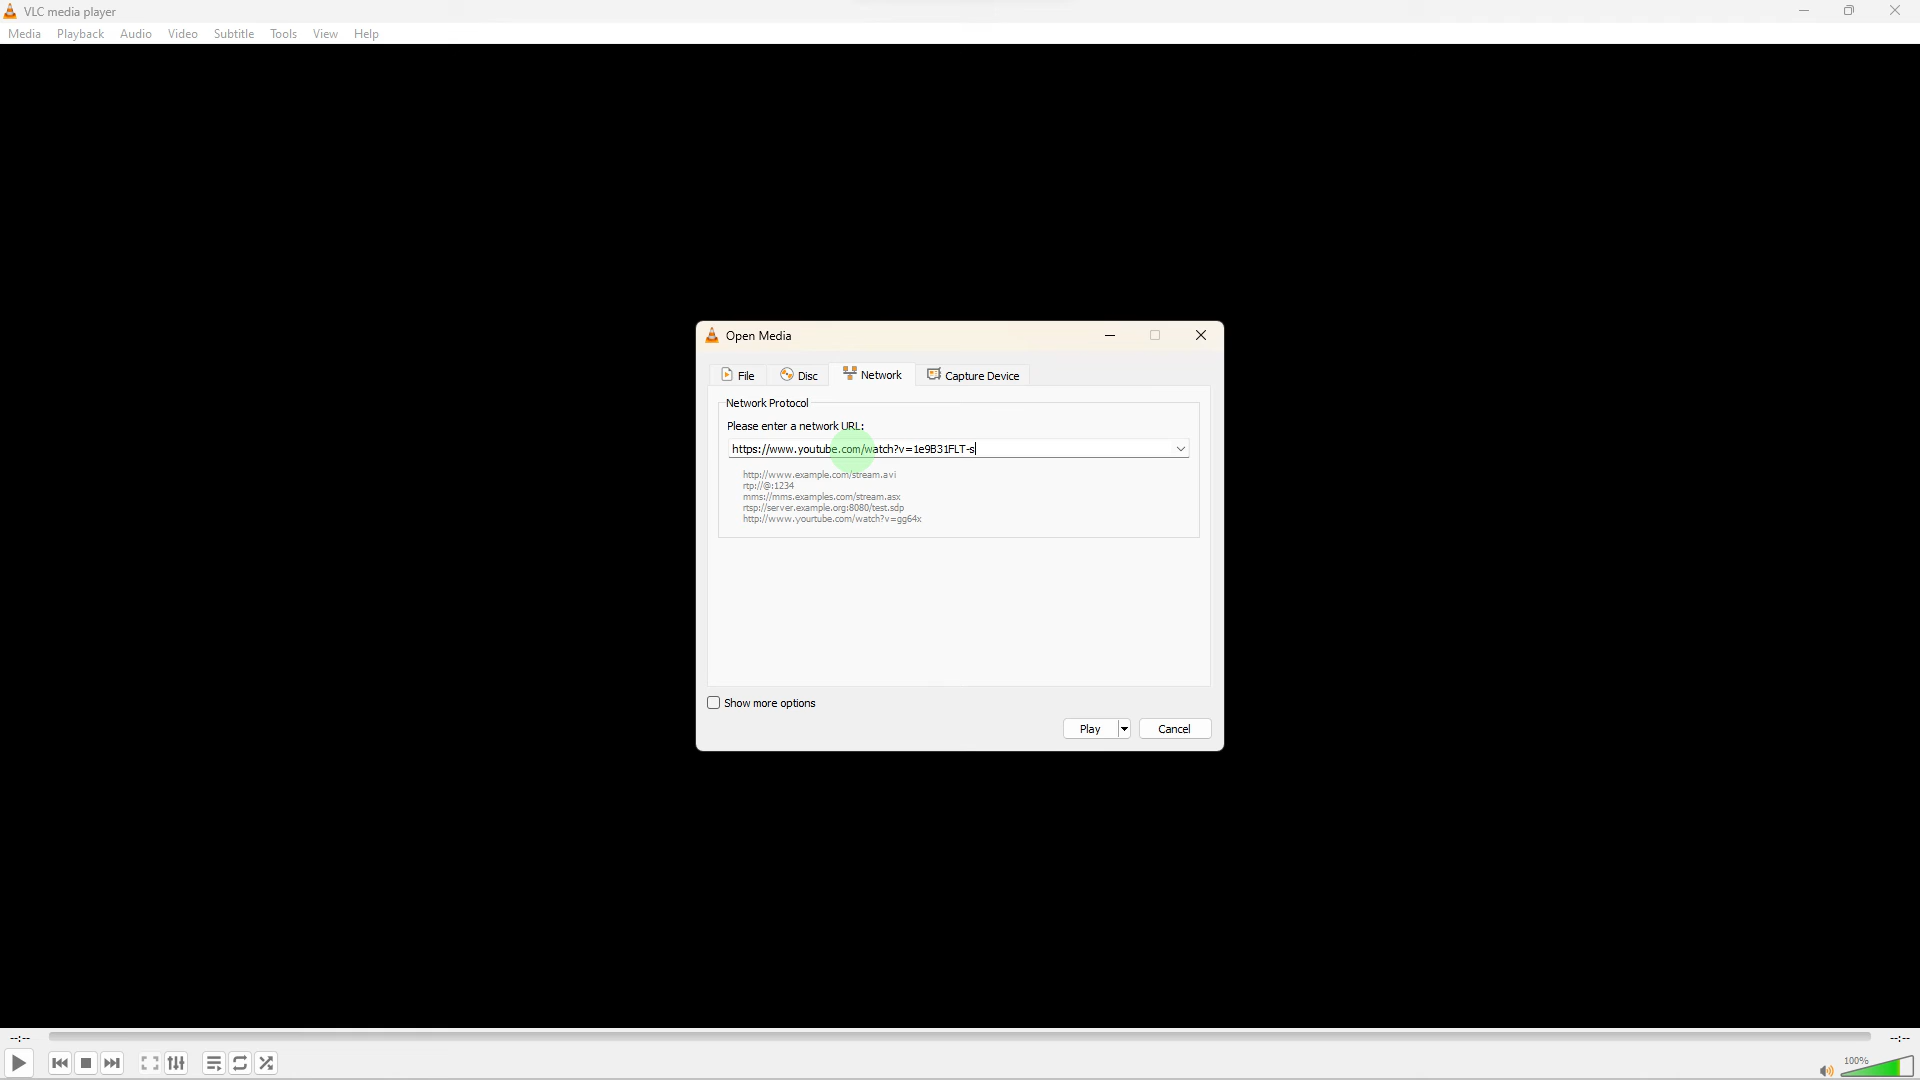 VLC media player
Media Playback Audio Video Subtitle Tools View Help
Open Media
File Disc Network Capture Device
Network Protocol
Please enter a network URL:
https://www.youtube.com/watch?v=1e9B31FLT-s
http://www.example.com/stream.avi
rtp://@:1234
mms://mms.examples.com/stream.asx
rtsp://server.example.org:8080/test.sdp
http://www.yourtube.com/watch?v=gg64x
Show more options
Play Cancel
--:-- --:--
100%